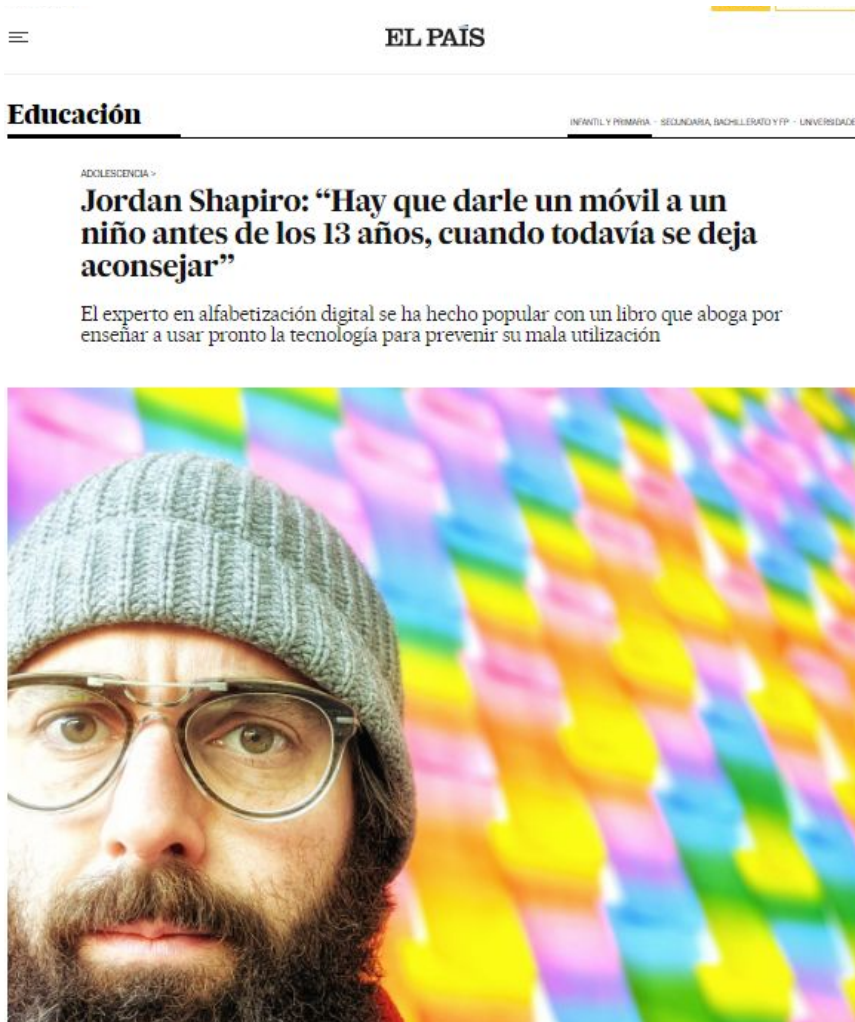 EL PAÍS
Educación
INFANTIL Y PRIMARIA · SECUNDARIA, BACHILLERATO Y FP · UNIVERSIDADE
ADOLESCENCIA >
Jordan Shapiro: “Hay que darle un móvil a un
niño antes de los 13 años, cuando todavía se deja
aconsejar”
El experto en alfabetización digital se ha hecho popular con un libro que aboga por
enseñar a usar pronto la tecnología para prevenir su mala utilización